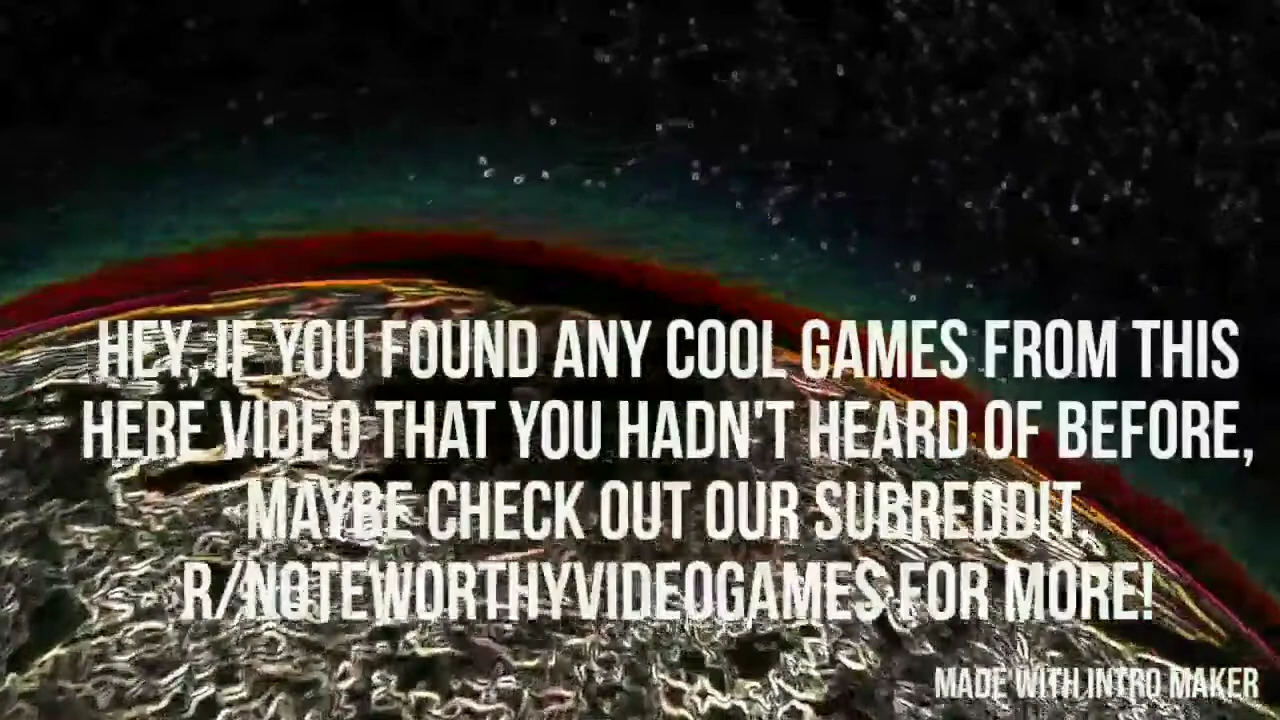 HEY, IF YOU FOUND ANY COOL GAMES FROM THIS
HERE VIDEO THAT YOU HADN'T HEARD OF BEFORE,
MAYBE CHECK OUT OUR SUBREDDIT,
R/NOTEWORTHYVIDEOGAMES FOR MORE!
MADE WITH INTRO MAKER